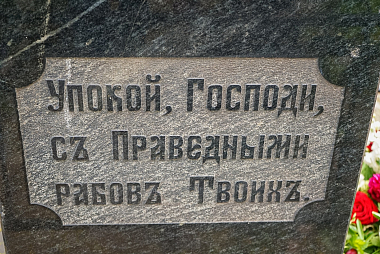 Упокой, Господи,
съ Праведными
рабовъ Твоихъ.